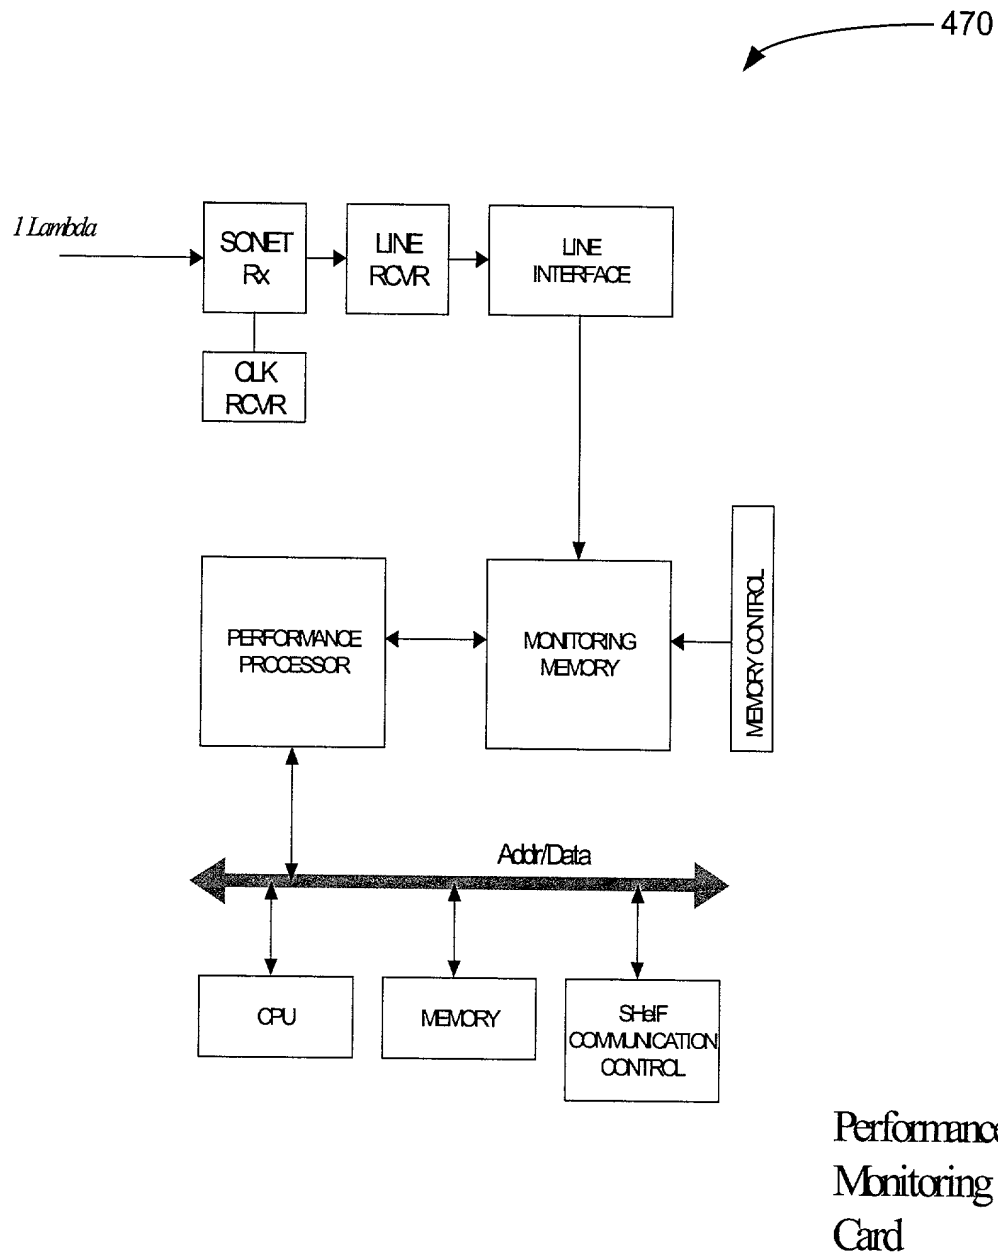 470
1 Lambda
SONET
Rx
LINE
RCVR
LINE
INTERFACE
CLK
RCVR
PERFORMANCE
PROCESSOR
MONITORING
MEMORY
MEMORY CONTROL
Addr/Data
CPU
MEMORY
SHelF
COMMUNICATION
CONTROL
Performance
Monitoring
Card